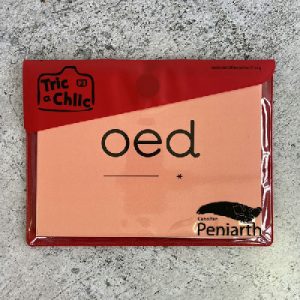 Tric
a Chlic
oed
*
Canolfan
Peniarth